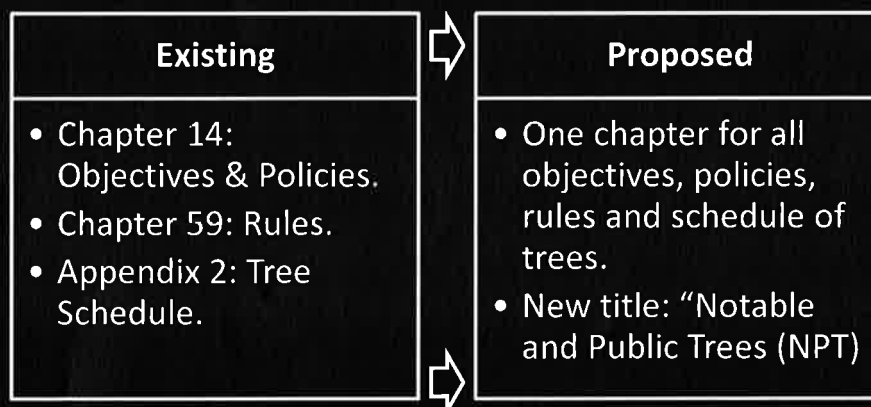 Existing
• Chapter 14:
Objectives & Policies.
• Chapter 59: Rules.
• Appendix 2: Tree
Schedule.
Proposed
• One chapter for all
objectives, policies,
rules and schedule of
trees.
• New title: “Notable
and Public Trees (NPT)